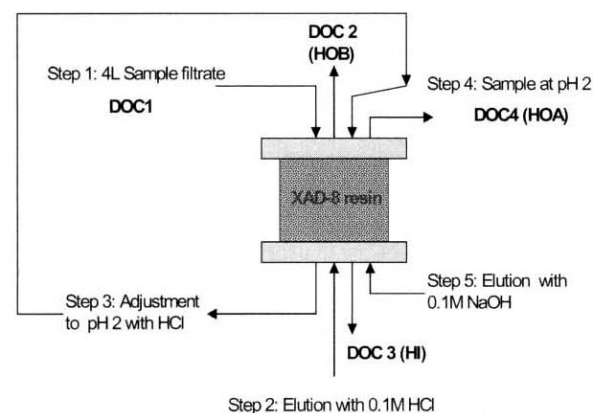 DOC 2
(HOB)
Step 1: 4L Sample filtrate
DOC1
Step 4: Sample at pH 2
DOC4 (HOA)
XAD-8 resin
Step 3: Adjustment
to pH 2 with HCl
Step 5: Elution with
0.1M NaOH
DOC 3 (HI)
Step 2: Elution with 0.1M HCl